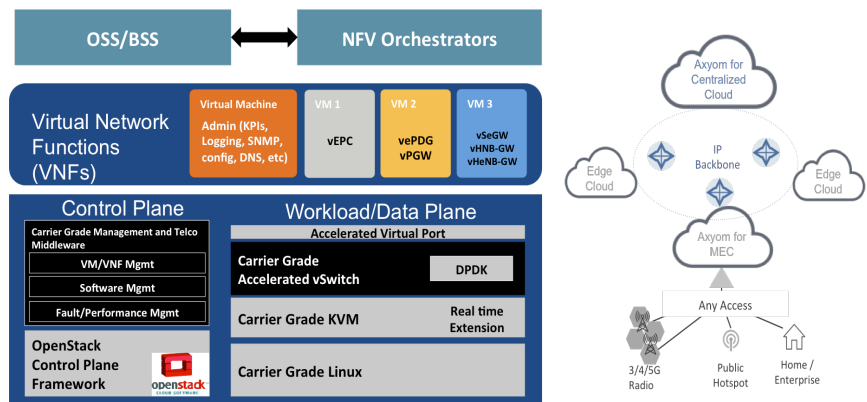 OSS/BSS
NFV Orchestrators
Virtual Network
Functions
(VNFs)
Virtual Machine
Admin (KPIs,
Logging, SNMP,
config, DNS, etc)
VM 1
vEPC
VM 2
vePDG
vPGW
VM 3
vSeGW
vHNB-GW
vHeNB-GW
Control Plane
Carrier Grade Management and Telco
Middleware
VM/VNF Mgmt
Software Mgmt
Fault/Performance Mgmt
OpenStack
Control Plane
Framework
openstack
CLOUD SOFTWARE
Workload/Data Plane
Accelerated Virtual Port
Carrier Grade
Accelerated vSwitch
DPDK
Carrier Grade KVM
Real time
Extension
Carrier Grade Linux
Axyom for
Centralized
Cloud
IP
Backbone
Edge
Cloud
Edge
Cloud
Axyom for
MEC
Any Access
3/4/5G
Radio
Public
Hotspot
Home /
Enterprise